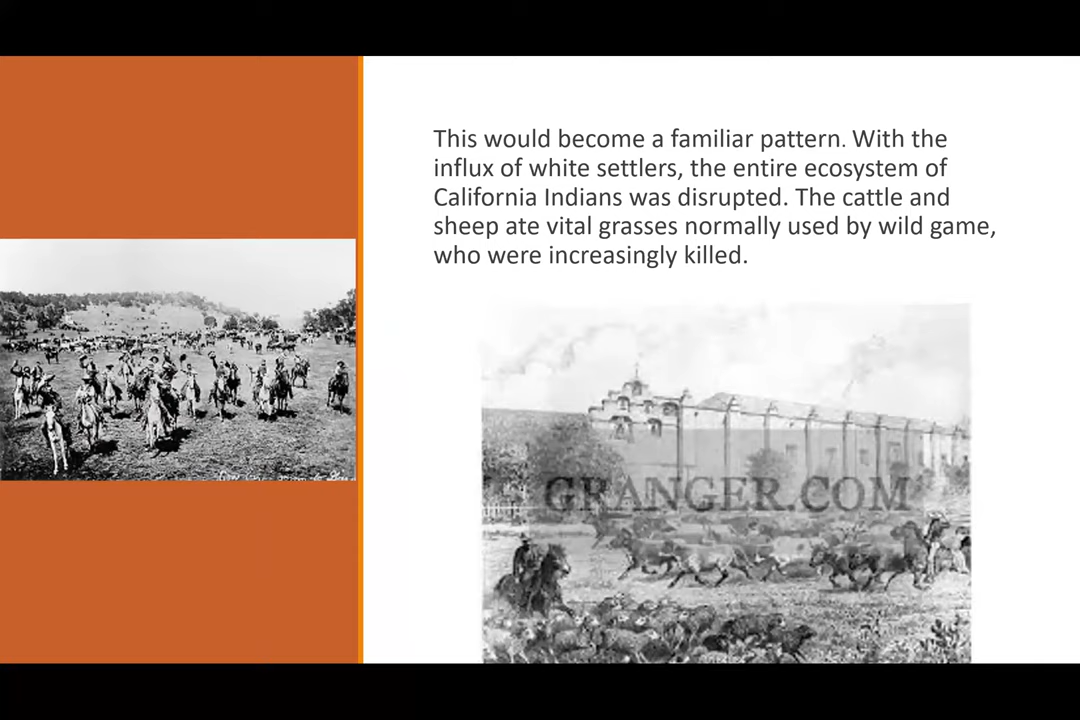 This would become a familiar pattern. With the
influx of white settlers, the entire ecosystem of
California Indians was disrupted. The cattle and
sheep ate vital grasses normally used by wild game,
who were increasingly killed.
GRANGER.COM